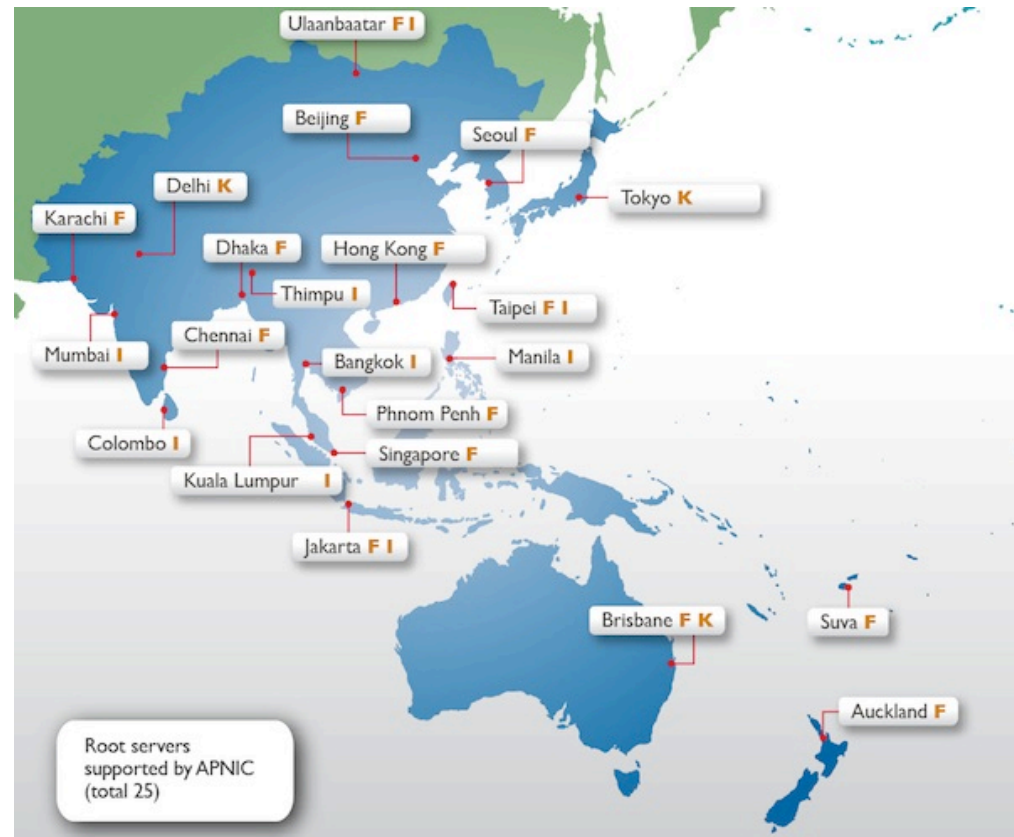 Ulaanbaatar F I
Beijing F
Seoul F
Delhi K
Tokyo K
Karachi F
Dhaka F
Hong Kong F
Thimpu I
Taipei F I
Chennai F
Mumbai I
Bangkok I
Manila I
Phnom Penh F
Colombo I
Singapore F
Kuala Lumpur I
Jakarta F I
Brisbane F K
Suva F
Auckland F
Root servers
supported by APNIC
(total 25)